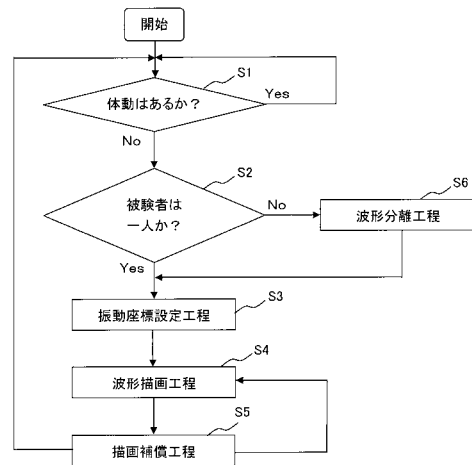 開始
S1
体動はあるか？
Yes
No
S2
被験者は
一人か？
No
S6
波形分離工程
Yes
S3
振動座標設定工程
S4
波形描画工程
S5
描画補償工程